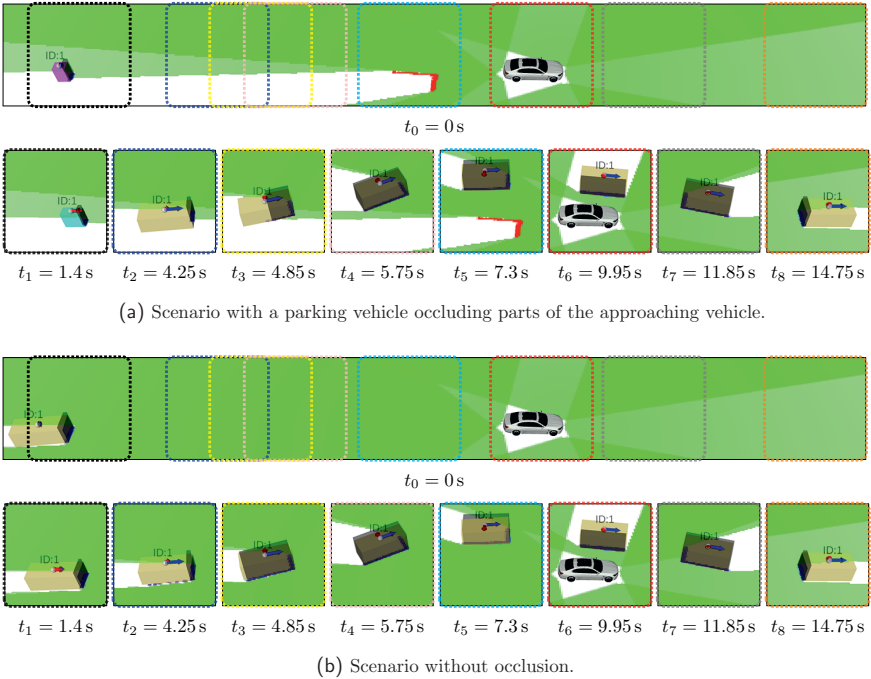 ID:1
t₀ = 0 s
ID:1 ID:1 ID:1 ID:1 ID:1 ID:1 ID:1 ID:1
t₁ = 1.4 s t₂ = 4.25 s t₃ = 4.85 s t₄ = 5.75 s t₅ = 7.3 s t₆ = 9.95 s t₇ = 11.85 s t₈ = 14.75 s
(a) Scenario with a parking vehicle occluding parts of the approaching vehicle.
ID:1
t₀ = 0 s
ID:1 ID:1 ID:1 ID:1 ID:1 ID:1 ID:1 ID:1
t₁ = 1.4 s t₂ = 4.25 s t₃ = 4.85 s t₄ = 5.75 s t₅ = 7.3 s t₆ = 9.95 s t₇ = 11.85 s t₈ = 14.75 s
(b) Scenario without occlusion.